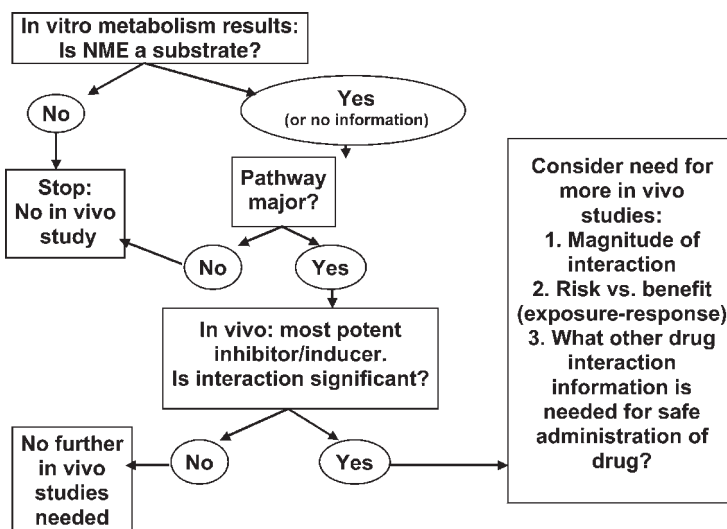 In vitro metabolism results:
Is NME a substrate?
No
Yes
(or no information)
Stop:
No in vivo
study
Pathway
major?
No
Yes
In vivo: most potent
inhibitor/inducer.
Is interaction significant?
No further
in vivo
studies
needed
No
Yes
Consider need for
more in vivo
studies:
1. Magnitude of
interaction
2. Risk vs. benefit
(exposure-response)
3. What other drug
interaction
information is
needed for safe
administration of
drug?